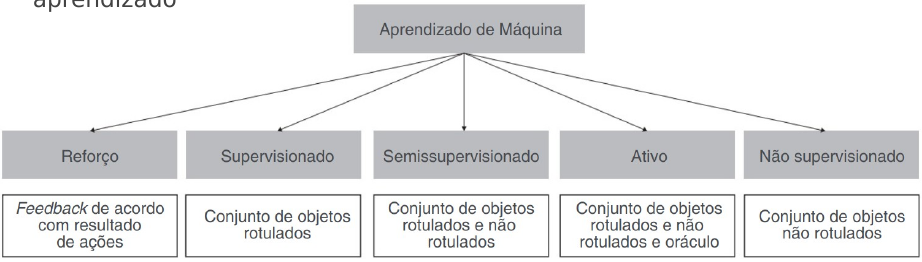 aprendizado
Aprendizado de Máquina
Reforço
Supervisionado
Semissupervisionado
Ativo
Não supervisionado
Feedback de acordo
com resultado
de ações
Conjunto de objetos
rotulados
Conjunto de objetos
rotulados e não
rotulados
Conjunto de objetos
rotulados e não
rotulados e oráculo
Conjunto de objetos
não rotulados